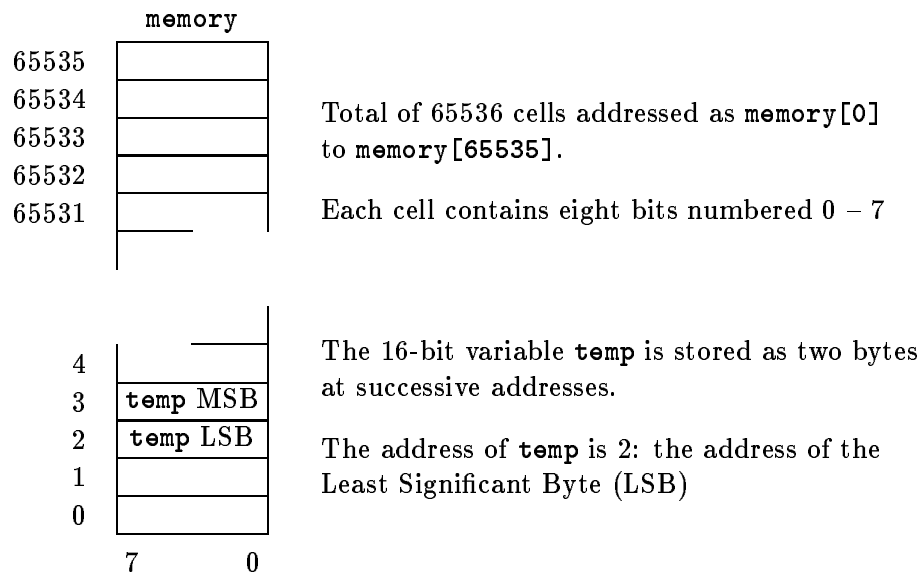 memory
65535
65534
65533
65532
65531
Total of 65536 cells addressed as memory[0]
to memory[65535].
Each cell contains eight bits numbered 0 – 7
4
3 temp MSB
2 temp LSB
1
0
7 0
The 16-bit variable temp is stored as two bytes
at successive addresses.
The address of temp is 2: the address of the
Least Significant Byte (LSB)